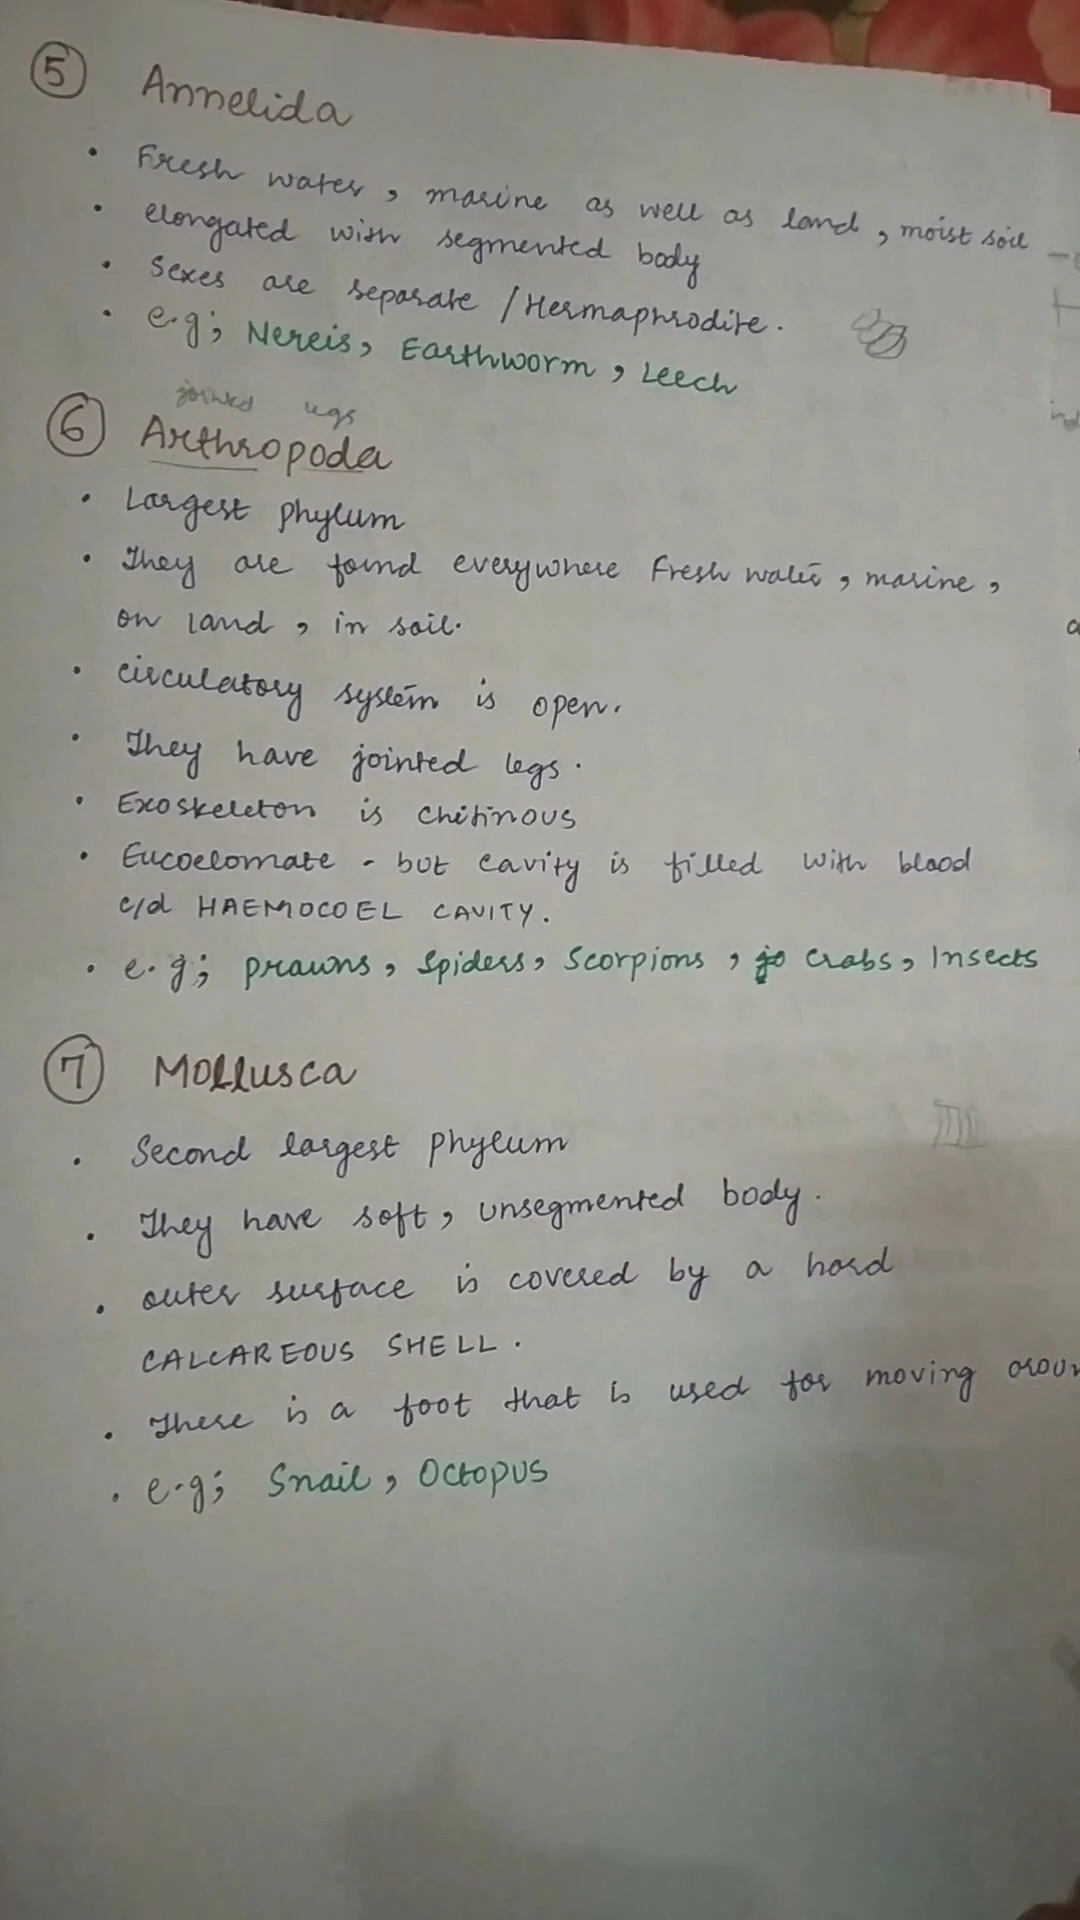 5 Annelida
• Fresh water, marine as well as land, moist soil
• elongated with segmented body
• Sexes are separate / Hermaphrodite.
• e.g; Nereis, Earthworm, Leech
joined legs
6 Arthropoda
• Largest phylum
• They are found everywhere Fresh water, marine,
on land, in soil.
• circulatory system is open.
• They have jointed legs.
• Exoskeleton is chitinous
• Eucoelomate - but cavity is filled with blood
c/d HAEMOCOEL CAVITY.
• e.g; prawns, Spiders, Scorpions, crabs, Insects
7 Mollusca
• Second largest phylum
• They have soft, unsegmented body.
• outer surface is covered by a hard
CALCAREOUS SHELL.
• There is a foot that is used for moving aroun
• e.g; Snail, Octopus